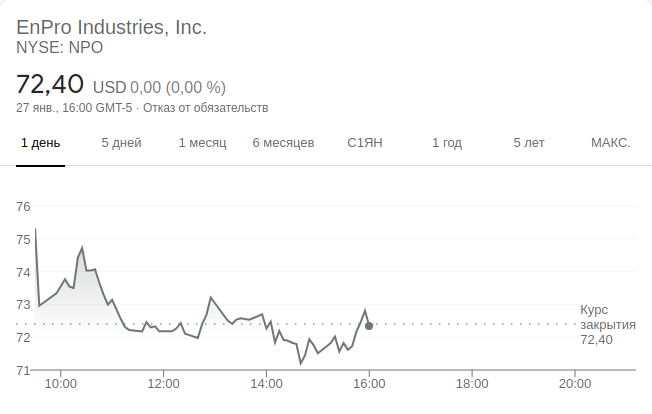 EnPro Industries, Inc.
NYSE: NPO
72,40 USD 0,00 (0,00 %)
27 янв., 16:00 GMT-5 · Отказ от обязательств
1 день 5 дней 1 месяц 6 месяцев С1ЯН 1 год 5 лет МАКС.
76
75
74
73
72
71
Курс
закрытия
72,40
10:00 12:00 14:00 16:00 18:00 20:00